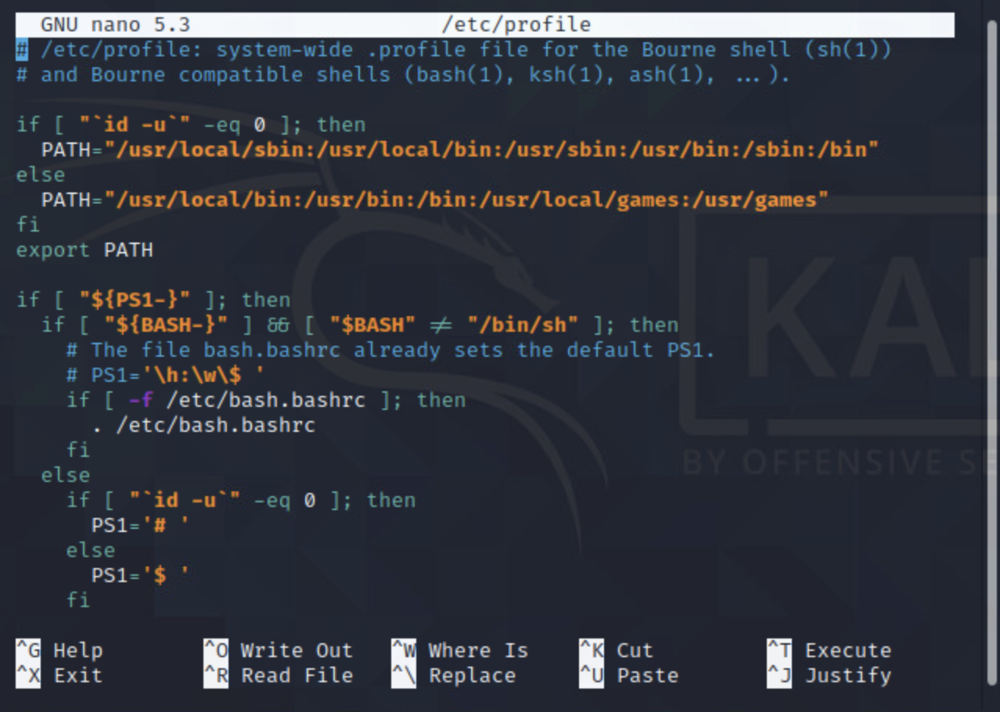 GNU nano 5.3 /etc/profile
# /etc/profile: system-wide .profile file for the Bourne shell (sh(1))
# and Bourne compatible shells (bash(1), ksh(1), ash(1), ...).

if [ "`id -u`" -eq 0 ]; then
  PATH="/usr/local/sbin:/usr/local/bin:/usr/sbin:/usr/bin:/sbin:/bin"
else
  PATH="/usr/local/bin:/usr/bin:/bin:/usr/local/games:/usr/games"
fi
export PATH

if [ "${PS1-}" ]; then
  if [ "${BASH-}" ] && [ "$BASH" != "/bin/sh" ]; then
    # The file bash.bashrc already sets the default PS1.
    # PS1='\h:\w\$ '
    if [ -f /etc/bash.bashrc ]; then
      . /etc/bash.bashrc
    fi
  else
    if [ "`id -u`" -eq 0 ]; then
      PS1='# '
    else
      PS1='$ '
    fi

^G Help ^O Write Out ^W Where Is ^K Cut ^T Execute
^X Exit ^R Read File ^\ Replace ^U Paste ^J Justify
KAL
BY OFFENSIVE SE